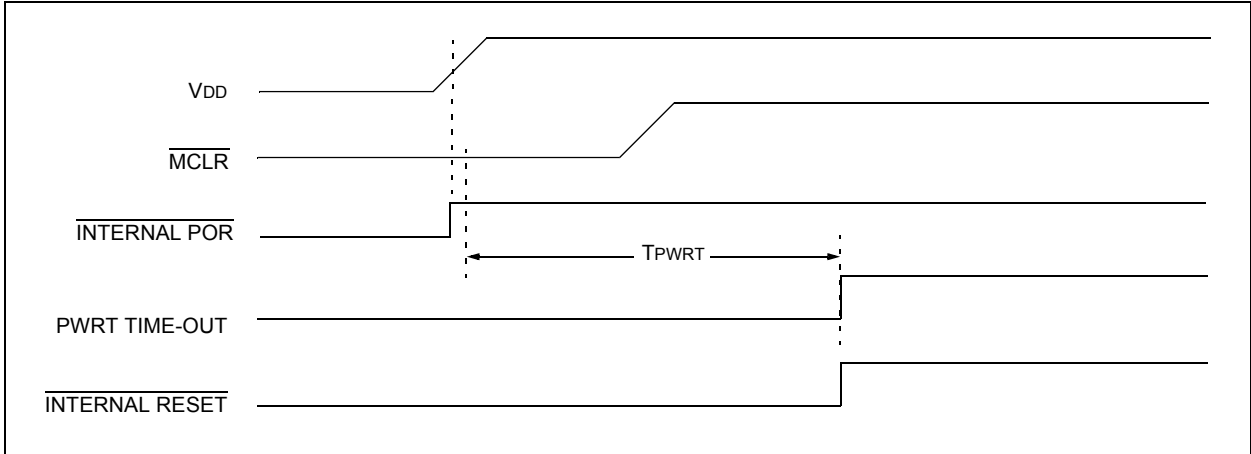 VDD
MCLR
INTERNAL POR
TPWRT
PWRT TIME-OUT
INTERNAL RESET